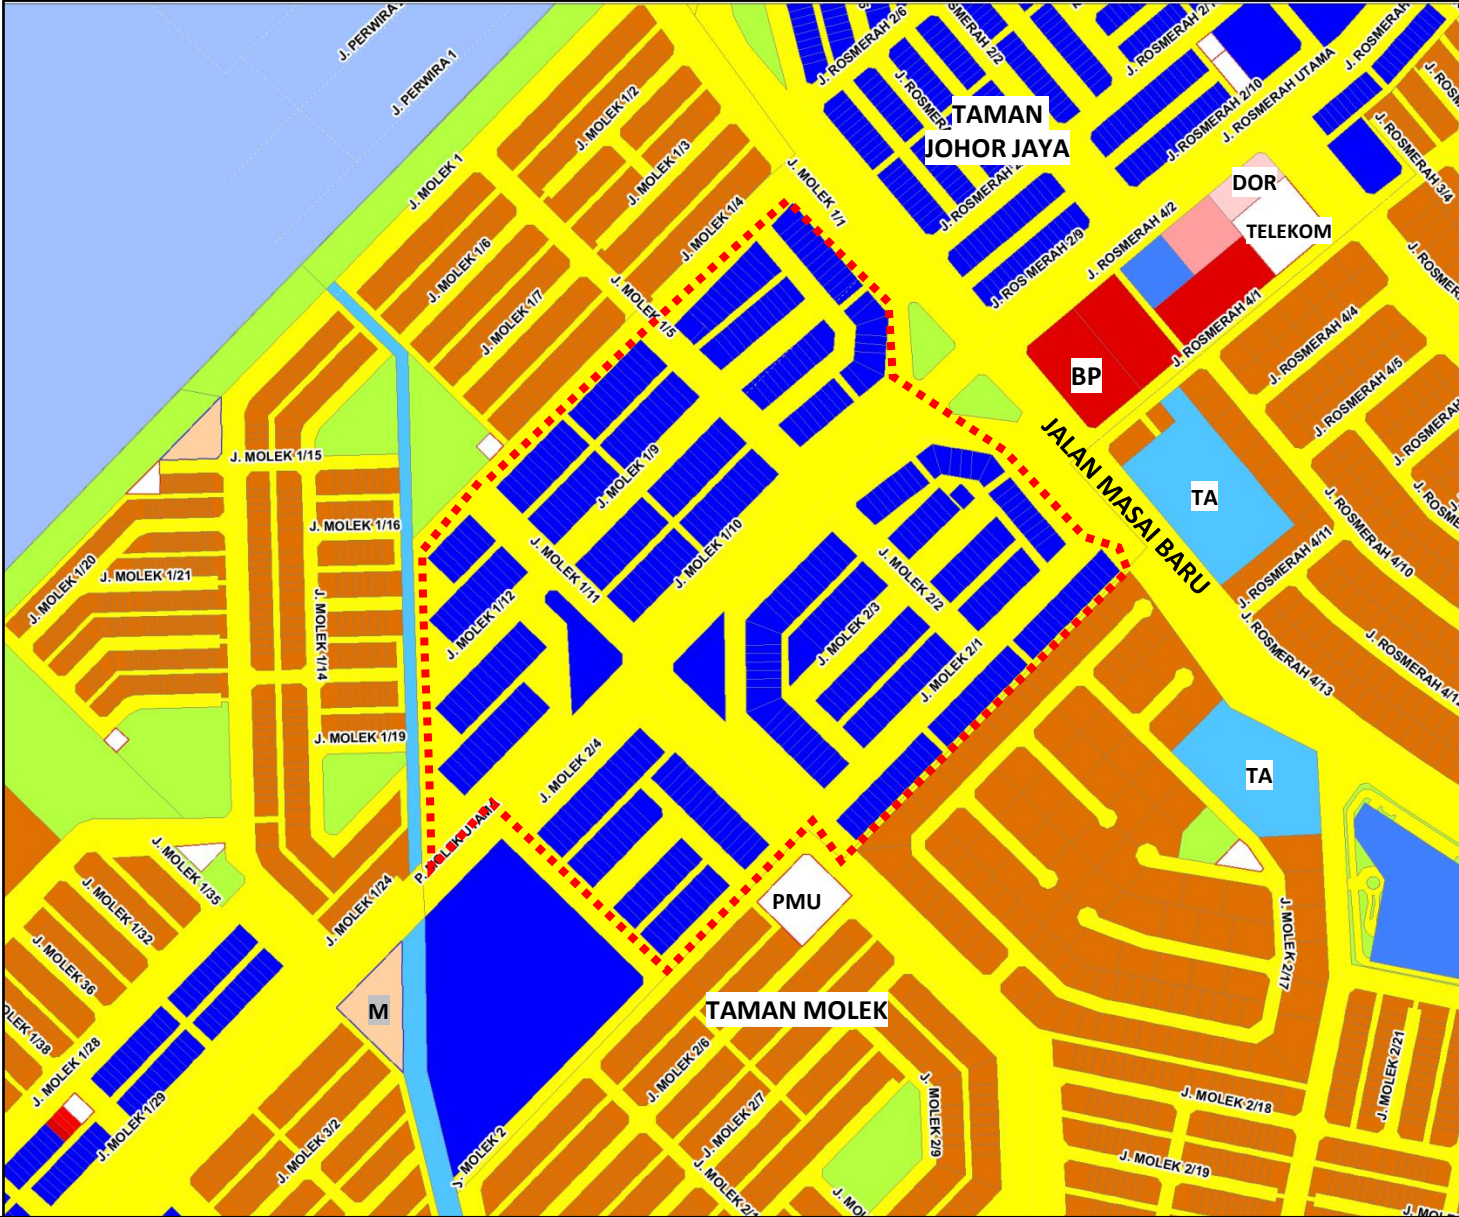 J. PERWIRA
J. PERWIRA 1
J. ROSMERAH 2/6
J. ROSMERAH UTAMA
J. ROSMERAH 2/10
TAMAN
JOHOR JAYA
J. MOLEK 1/2
J. MOLEK 1/3
J. MOLEK 1
J. MOLEK 1/1
J. MOLEK 1/4
J. ROSMERAH 3/4
DOR
TELEKOM
J. ROSMERAH 4/2
J. ROSMERAH 2/9
J. MOLEK 1/6
J. MOLEK 1/7
J. MOLEK 1/5
J. ROSMERAH 4/1
J. ROSMERAH 4/4
J. ROSMERAH 4/5
BP
JALAN MASAI BARU
TA
J. MOLEK 1/15
J. MOLEK 1/9
J. MOLEK 1/16
J. MOLEK 1/10
J. MOLEK 1/11
J. ROSMERAH 4/10
J. ROSMERAH 4/11
J. MOLEK 1/20
J. MOLEK 1/21
J. MOLEK 1/14
J. MOLEK 1/12
J. MOLEK 2/2
J. MOLEK 2/3
J. MOLEK 2/1
J. ROSMERAH 4/13
J. ROSMERAH 4/12
J. MOLEK 1/19
J. MOLEK 2/4
TA
P. MOLEK UTAMA
J. MOLEK 1/35
J. MOLEK 1/32
J. MOLEK 1/24
PMU
J. MOLEK 36
J. MOLEK 2/17
M
TAMAN MOLEK
OLEK 1/38
J. MOLEK 1/28
J. MOLEK 2/6
J. MOLEK 2/21
J. MOLEK 1/29
J. MOLEK 2/7
J. MOLEK 2/9
J. MOLEK 2/18
J. MOLEK 3/2
J. MOLEK 2
J. MOLEK 2/19